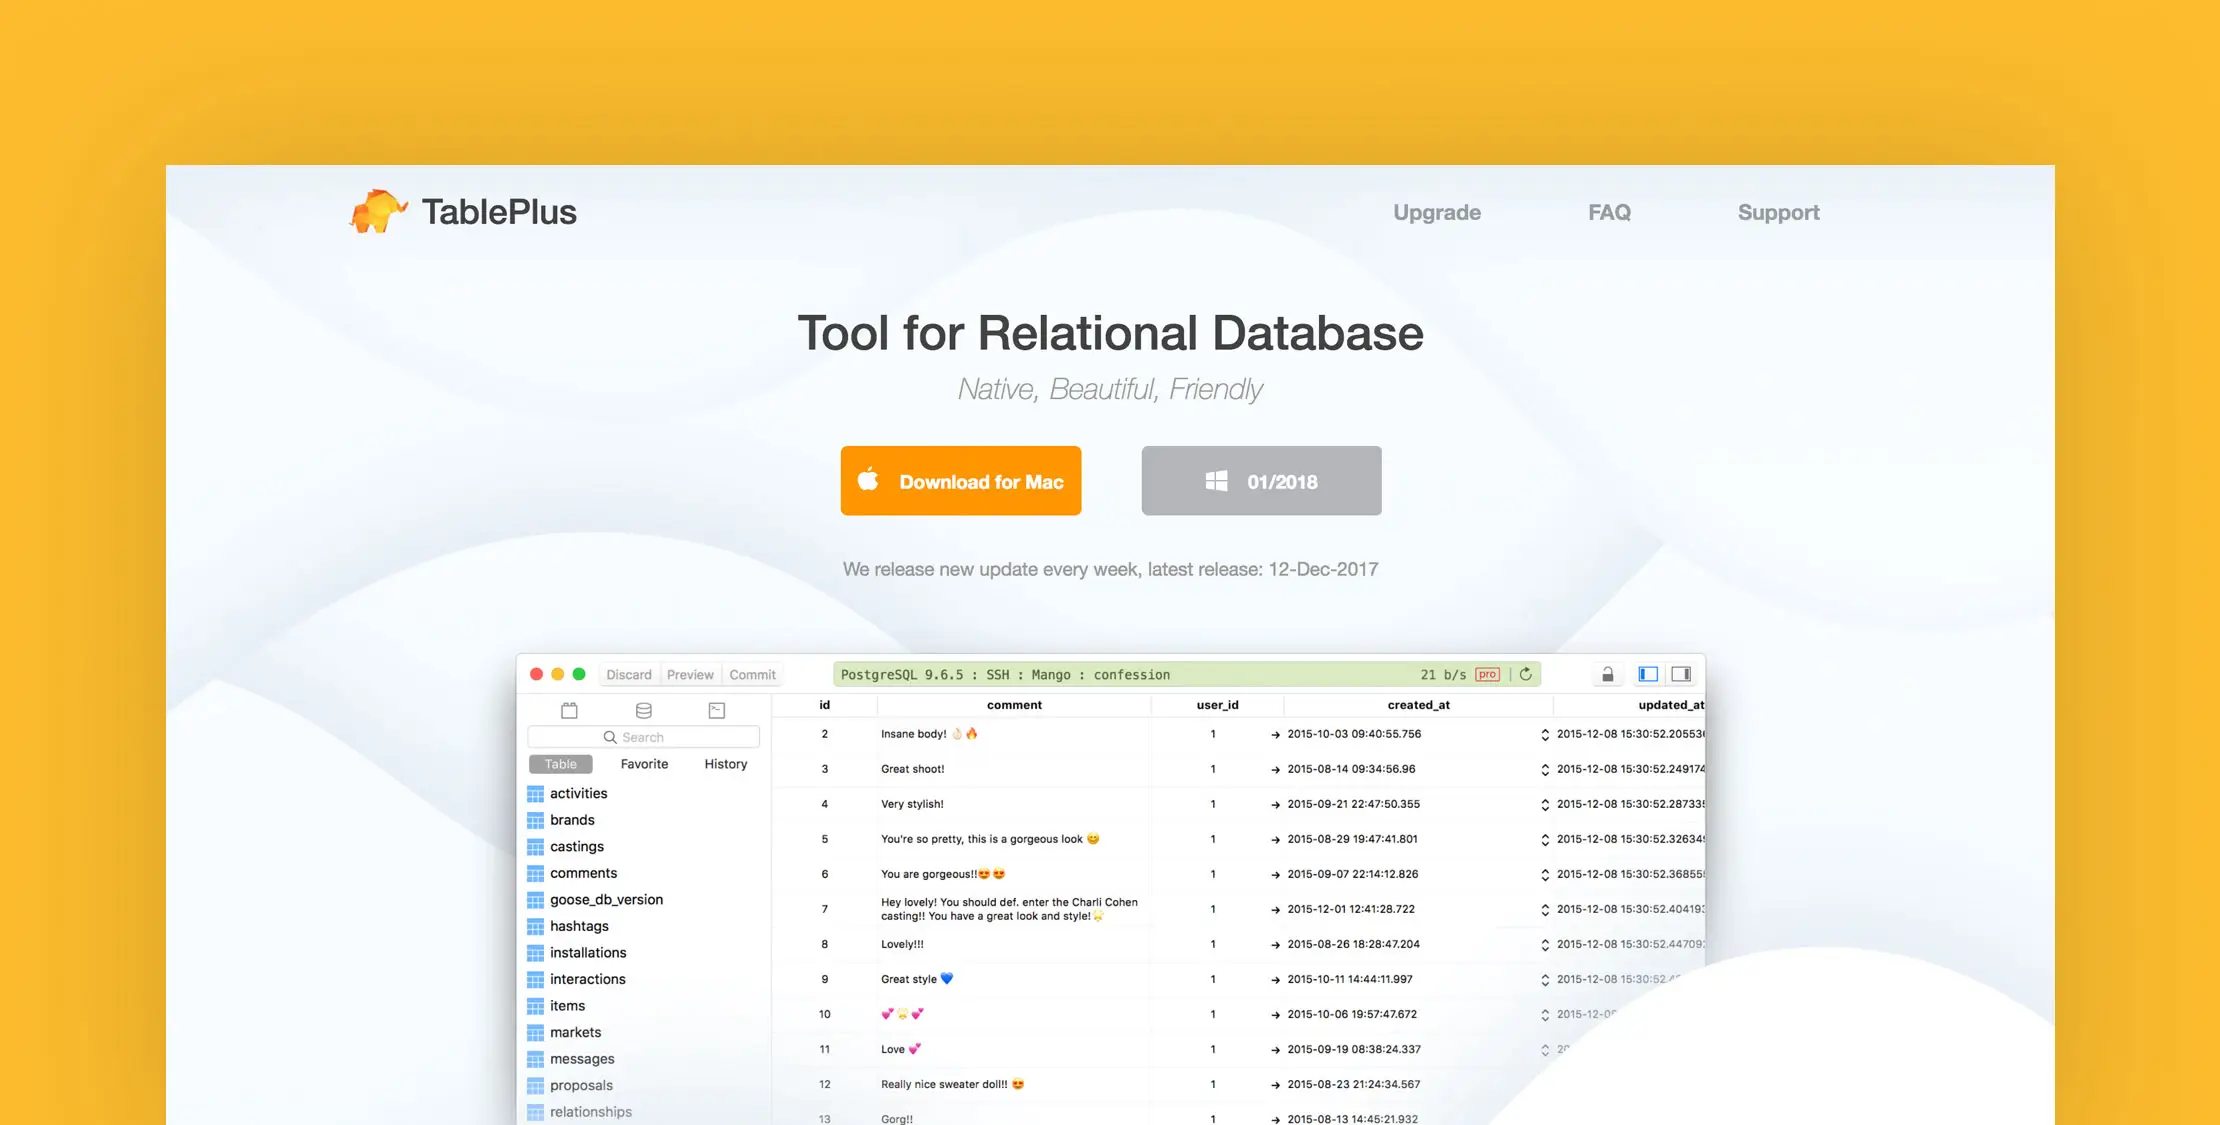 TablePlus
Upgrade FAQ Support
Tool for Relational Database
Native, Beautiful, Friendly
Download for Mac 01/2018
We release new update every week, latest release: 12-Dec-2017
Discard Preview Commit PostgreSQL 9.6.5 : SSH : Mango : confession 21 b/s pro
Search
Table Favorite History
activities
brands
castings
comments
goose_db_version
hashtags
installations
interactions
items
markets
messages
proposals
relationships
id comment user_id created_at updated_at
2 Insane body! 👌🏻🔥 1 → 2015-10-03 09:40:55.756 2015-12-08 15:30:52.20553
3 Great shoot! 1 → 2015-08-14 09:34:56.96 2015-12-08 15:30:52.249174
4 Very stylish! 1 → 2015-09-21 22:47:50.355 2015-12-08 15:30:52.287335
5 You're so pretty, this is a gorgeous look 😊 1 → 2015-08-29 19:47:41.801 2015-12-08 15:30:52.32634
6 You are gorgeous!!😍😍 1 → 2015-09-07 22:14:12.826 2015-12-08 15:30:52.36855
7 Hey lovely! You should def. enter the Charli Cohen
casting!! You have a great look and style!🌟 1 → 2015-12-01 12:41:28.722 2015-12-08 15:30:52.40419
8 Lovely!!! 1 → 2015-08-26 18:28:47.204 2015-12-08 15:30:52.44709
9 Great style 💙 1 → 2015-10-11 14:44:11.997 2015-12-08 15:30:52.4
10 💕🌟💕 1 → 2015-10-06 19:57:47.672 2015-12-0
11 Love 💕 1 → 2015-09-19 08:38:24.337 20
12 Really nice sweater doll!! 😍 1 → 2015-08-23 21:24:34.567
13 Gorg!! 1 → 2015-08-13 14:45:21.932